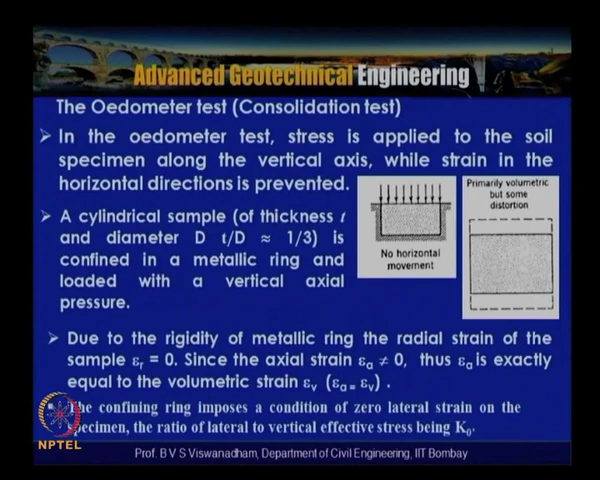 Advanced Geotechnical Engineering
The Oedometer test (Consolidation test)
➤ In the oedometer test, stress is applied to the soil
specimen along the vertical axis, while strain in the
horizontal directions is prevented.
➤ A cylindrical sample (of thickness t
and diameter D t/D ≈ 1/3) is
confined in a metallic ring and
loaded with a vertical axial
pressure.
No horizontal
movement
Primarily volumetric
but some
distortion
➤ Due to the rigidity of metallic ring the radial strain of the
sample εr = 0. Since the axial strain εa ≠ 0, thus εa is exactly
equal to the volumetric strain εv (εa = εv) .
The confining ring imposes a condition of zero lateral strain on the
specimen, the ratio of lateral to vertical effective stress being K0.
NPTEL
Prof. B V S Viswanadham, Department of Civil Engineering, IIT Bombay